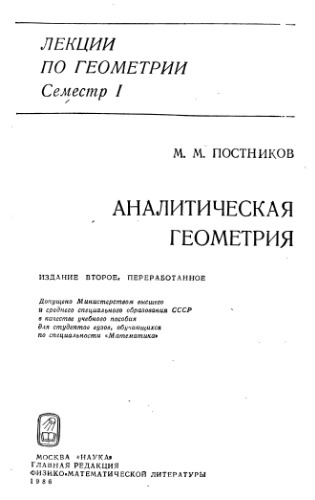 ЛЕКЦИИ
ПО ГЕОМЕТРИИ
Семестр I
М. М. ПОСТНИКОВ
АНАЛИТИЧЕСКАЯ
ГЕОМЕТРИЯ
ИЗДАНИЕ ВТОРОЕ, ПЕРЕРАБОТАННОЕ
Допущено Министерством высшего
и среднего специального образования СССР
в качестве учебного пособия
для студентов вузов, обучающихся
по специальности «Математика»
МОСКВА «НАУКА»
ГЛАВНАЯ РЕДАКЦИЯ
ФИЗИКО-МАТЕМАТИЧЕСКОЙ ЛИТЕРАТУРЫ
1986